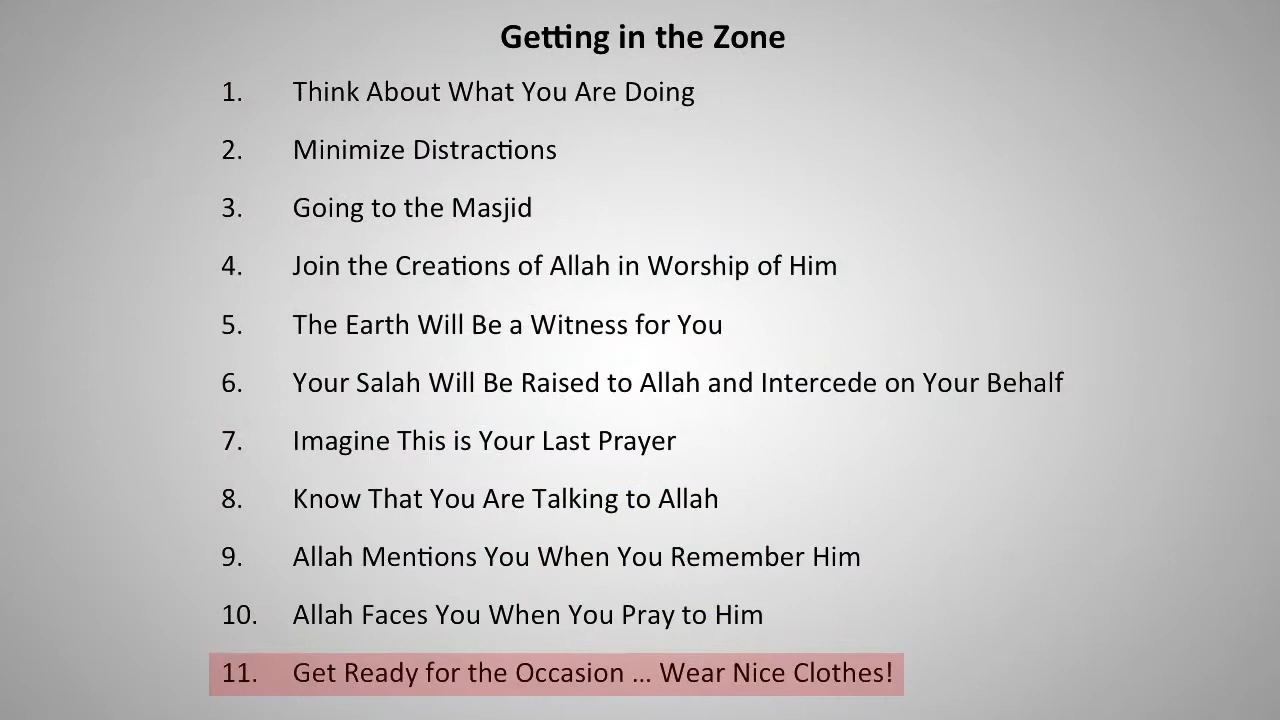 Getting in the Zone
1. Think About What You Are Doing
2. Minimize Distractions
3. Going to the Masjid
4. Join the Creations of Allah in Worship of Him
5. The Earth Will Be a Witness for You
6. Your Salah Will Be Raised to Allah and Intercede on Your Behalf
7. Imagine This is Your Last Prayer
8. Know That You Are Talking to Allah
9. Allah Mentions You When You Remember Him
10. Allah Faces You When You Pray to Him
11. Get Ready for the Occasion ... Wear Nice Clothes!